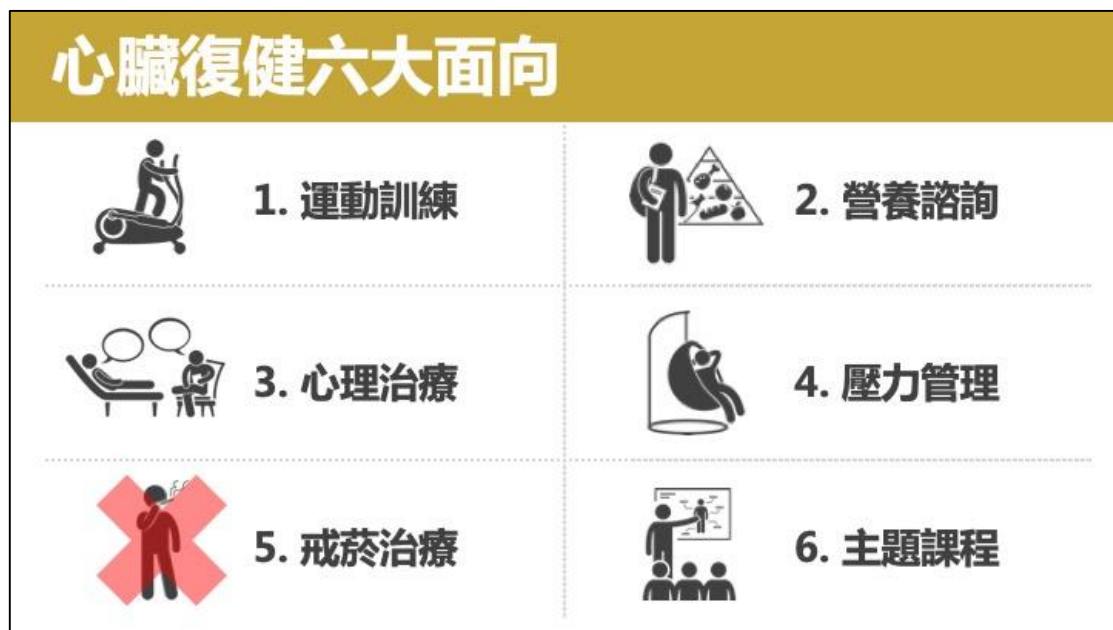 心臟復健六大面向
1. 運動訓練
2. 營養諮詢
3. 心理治療
4. 壓力管理
5. 戒菸治療
6. 主題課程